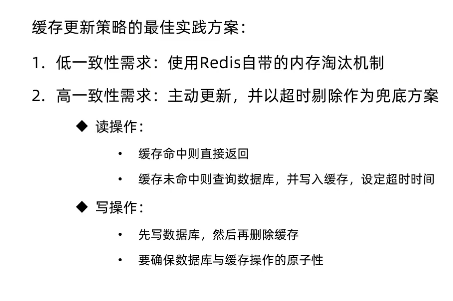 缓存更新策略的最佳实践方案：
1. 低一致性需求：使用Redis自带的内存淘汰机制
2. 高一致性需求：主动更新，并以超时剔除作为兜底方案
◆ 读操作：
• 缓存命中则直接返回
• 缓存未命中则查询数据库，并写入缓存，设定超时时间
◆ 写操作：
• 先写数据库，然后再删除缓存
• 要确保数据库与缓存操作的原子性